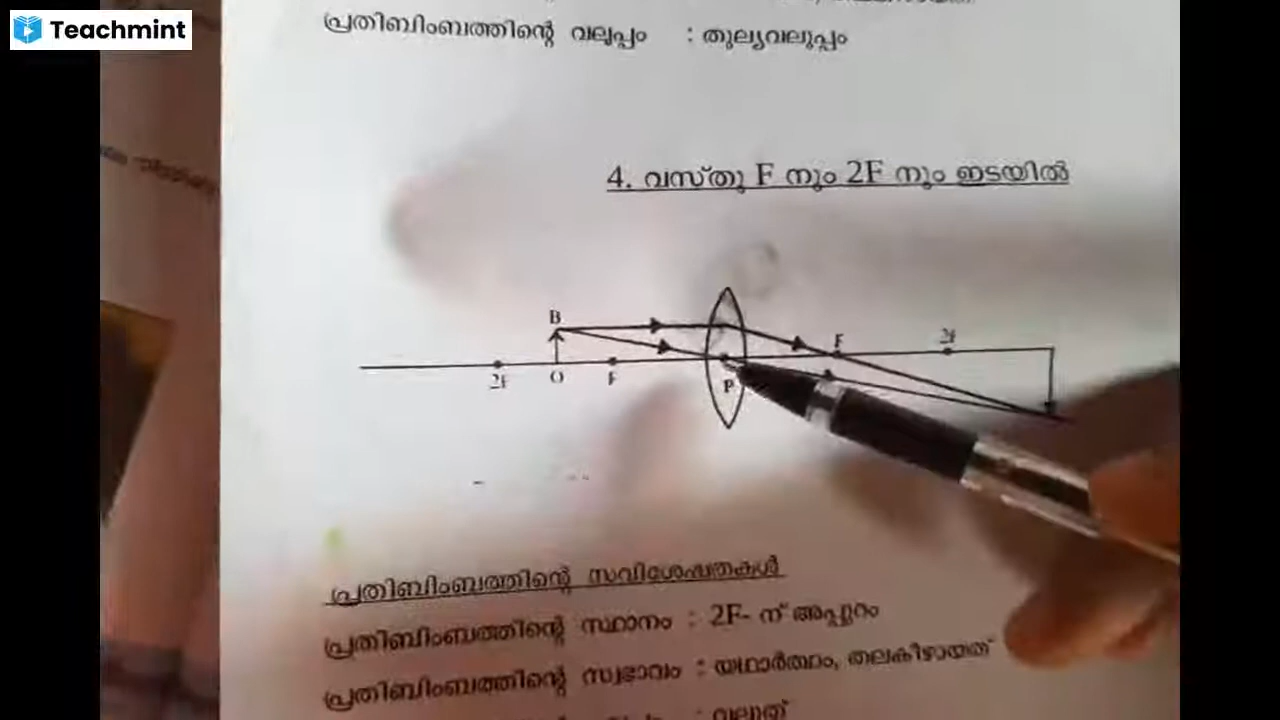 Teachmint
പ്രതിബിംബത്തിന്റെ വലുപ്പം : തുല്യവലുപ്പം
4. വസ്തു F നും 2F നും ഇടയിൽ
B
F
2F
2F
O
F
P
പ്രതിബിംബത്തിന്റെ സവിശേഷതകൾ
പ്രതിബിംബത്തിന്റെ സ്ഥാനം : 2F- ന് അപ്പുറം
പ്രതിബിംബത്തിന്റെ സ്വഭാവം : യഥാർത്ഥം, തലകീഴായത്
: വലുത്